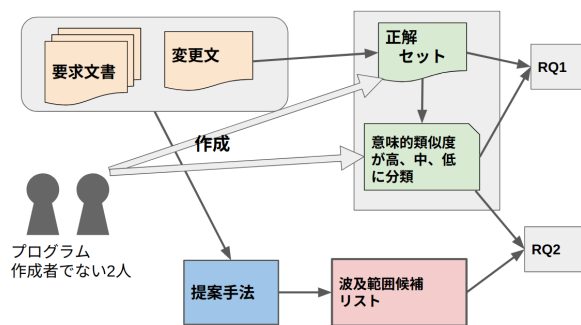 要求文書
変更文
正解
セット
RQ1
作成
意味的類似度
が高、中、低
に分類
プログラム
作成者でない2人
RQ2
提案手法
波及範囲候補
リスト